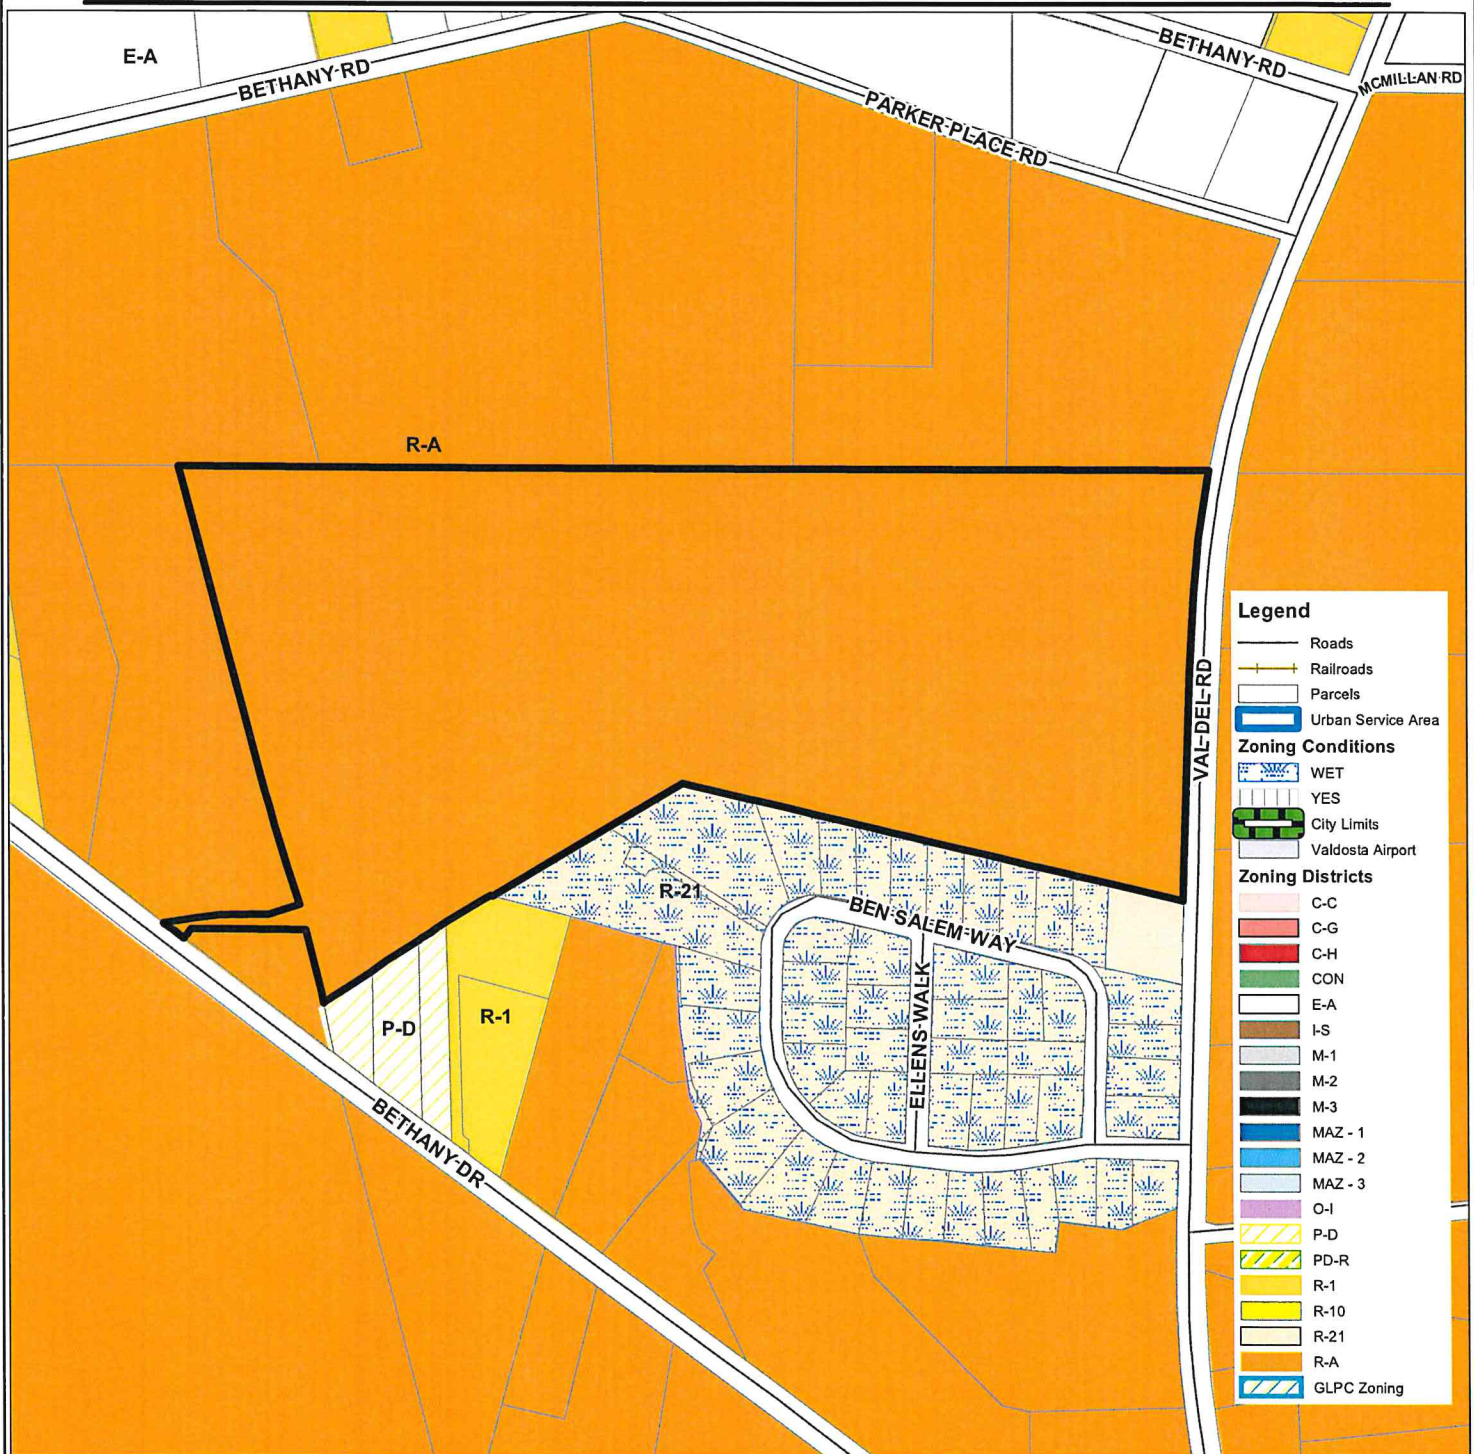 E-A
BETHANY RD
BETHANY RD
MCMILLAN RD
PARKER PLACE RD
R-A
VAL DEL RD
R-21
BEN SALEM WAY
ELLENS WALK
P-D
R-1
BETHANY DR
Legend
Roads
Railroads
Parcels
Urban Service Area
Zoning Conditions
WET
YES
City Limits
Valdosta Airport
Zoning Districts
C-C
C-G
C-H
CON
E-A
I-S
M-1
M-2
M-3
MAZ - 1
MAZ - 2
MAZ - 3
O-I
P-D
PD-R
R-1
R-10
R-21
R-A
GLPC Zoning